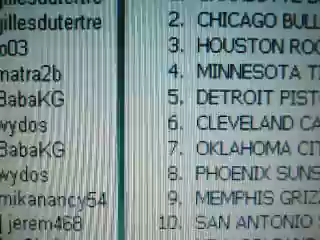 gillesdutertre 2. CHICAGO BULL
o03 3. HOUSTON ROC
matra2b 4. MINNESOTA TI
BabaKG 5. DETROIT PIST
wydos 6. CLEVELAND CA
BabaKG 7. OKLAHOMA CIT
wydos 8. PHOENIX SUNS
mikanancy54 9. MEMPHIS GRIZ
jerem468 10. SAN ANTONIO S